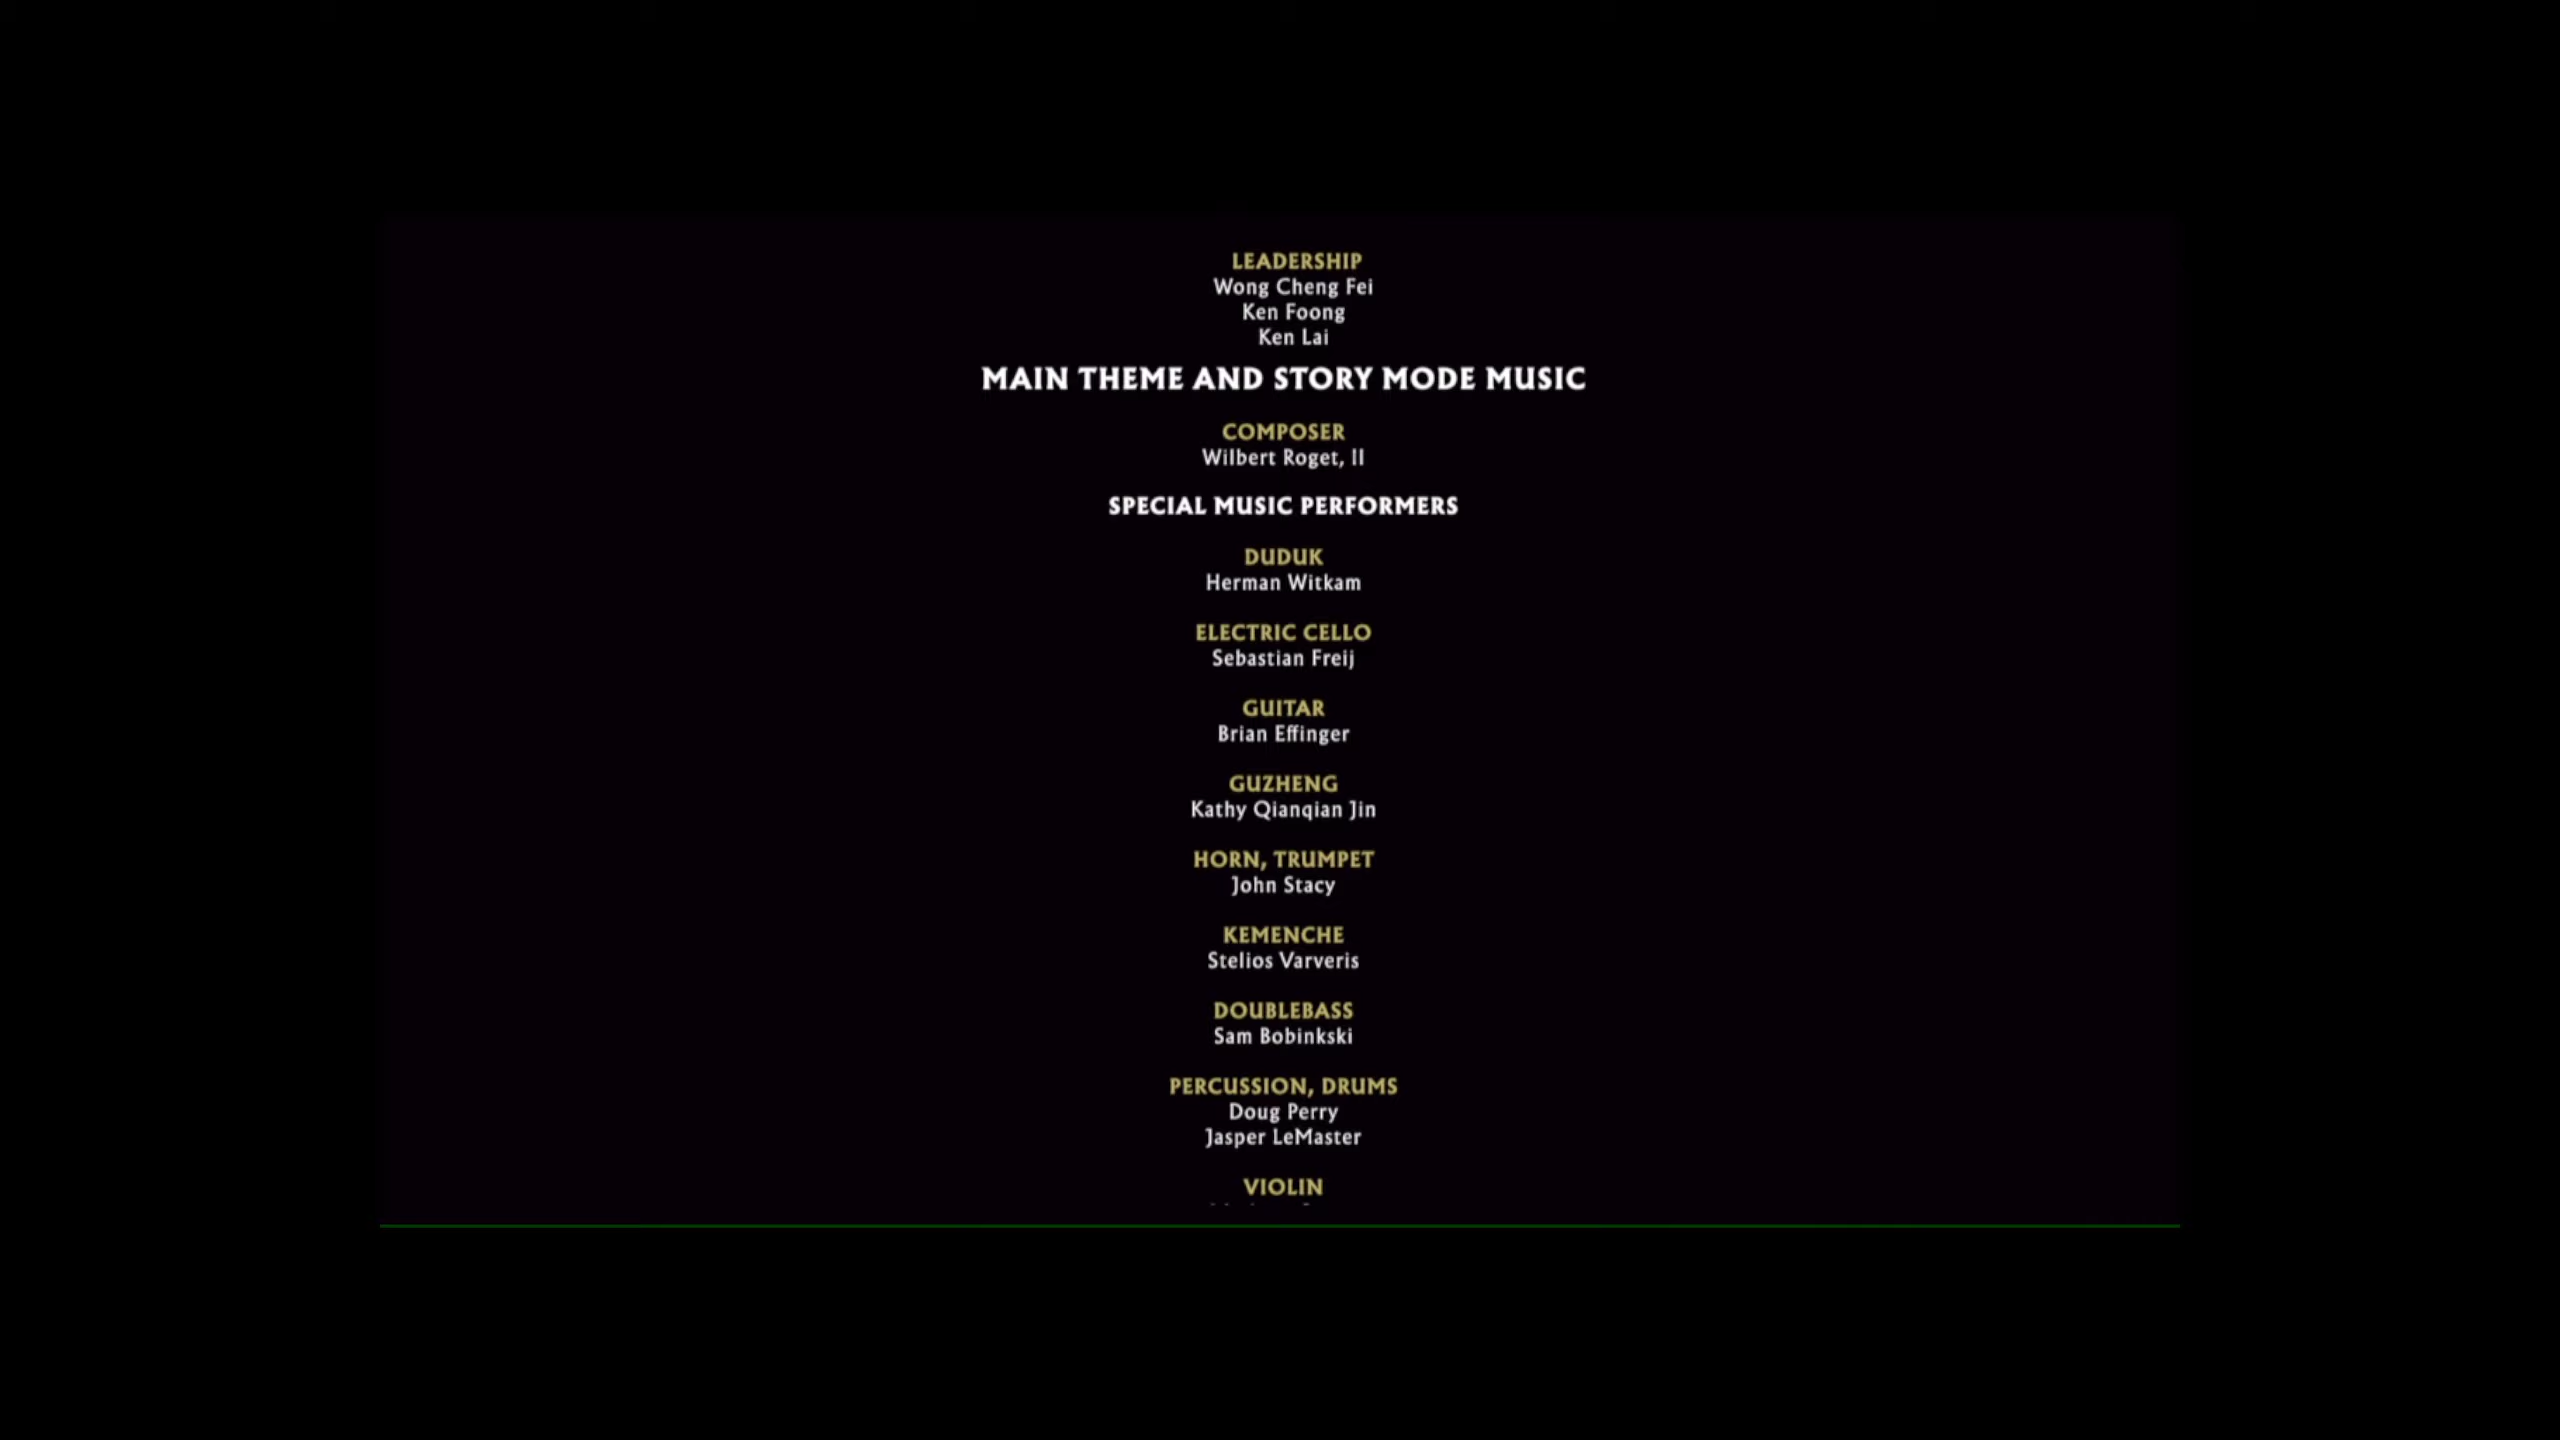 LEADERSHIP
Wong Cheng Fei
Ken Foong
Ken Lai
MAIN THEME AND STORY MODE MUSIC
COMPOSER
Wilbert Roget, II
SPECIAL MUSIC PERFORMERS
DUDUK
Herman Witkam
ELECTRIC CELLO
Sebastian Freij
GUITAR
Brian Effinger
GUZHENG
Kathy Qianqian Jin
HORN, TRUMPET
John Stacy
KEMENCHE
Stelios Varveris
DOUBLEBASS
Sam Bobinkski
PERCUSSION, DRUMS
Doug Perry
Jasper LeMaster
VIOLIN